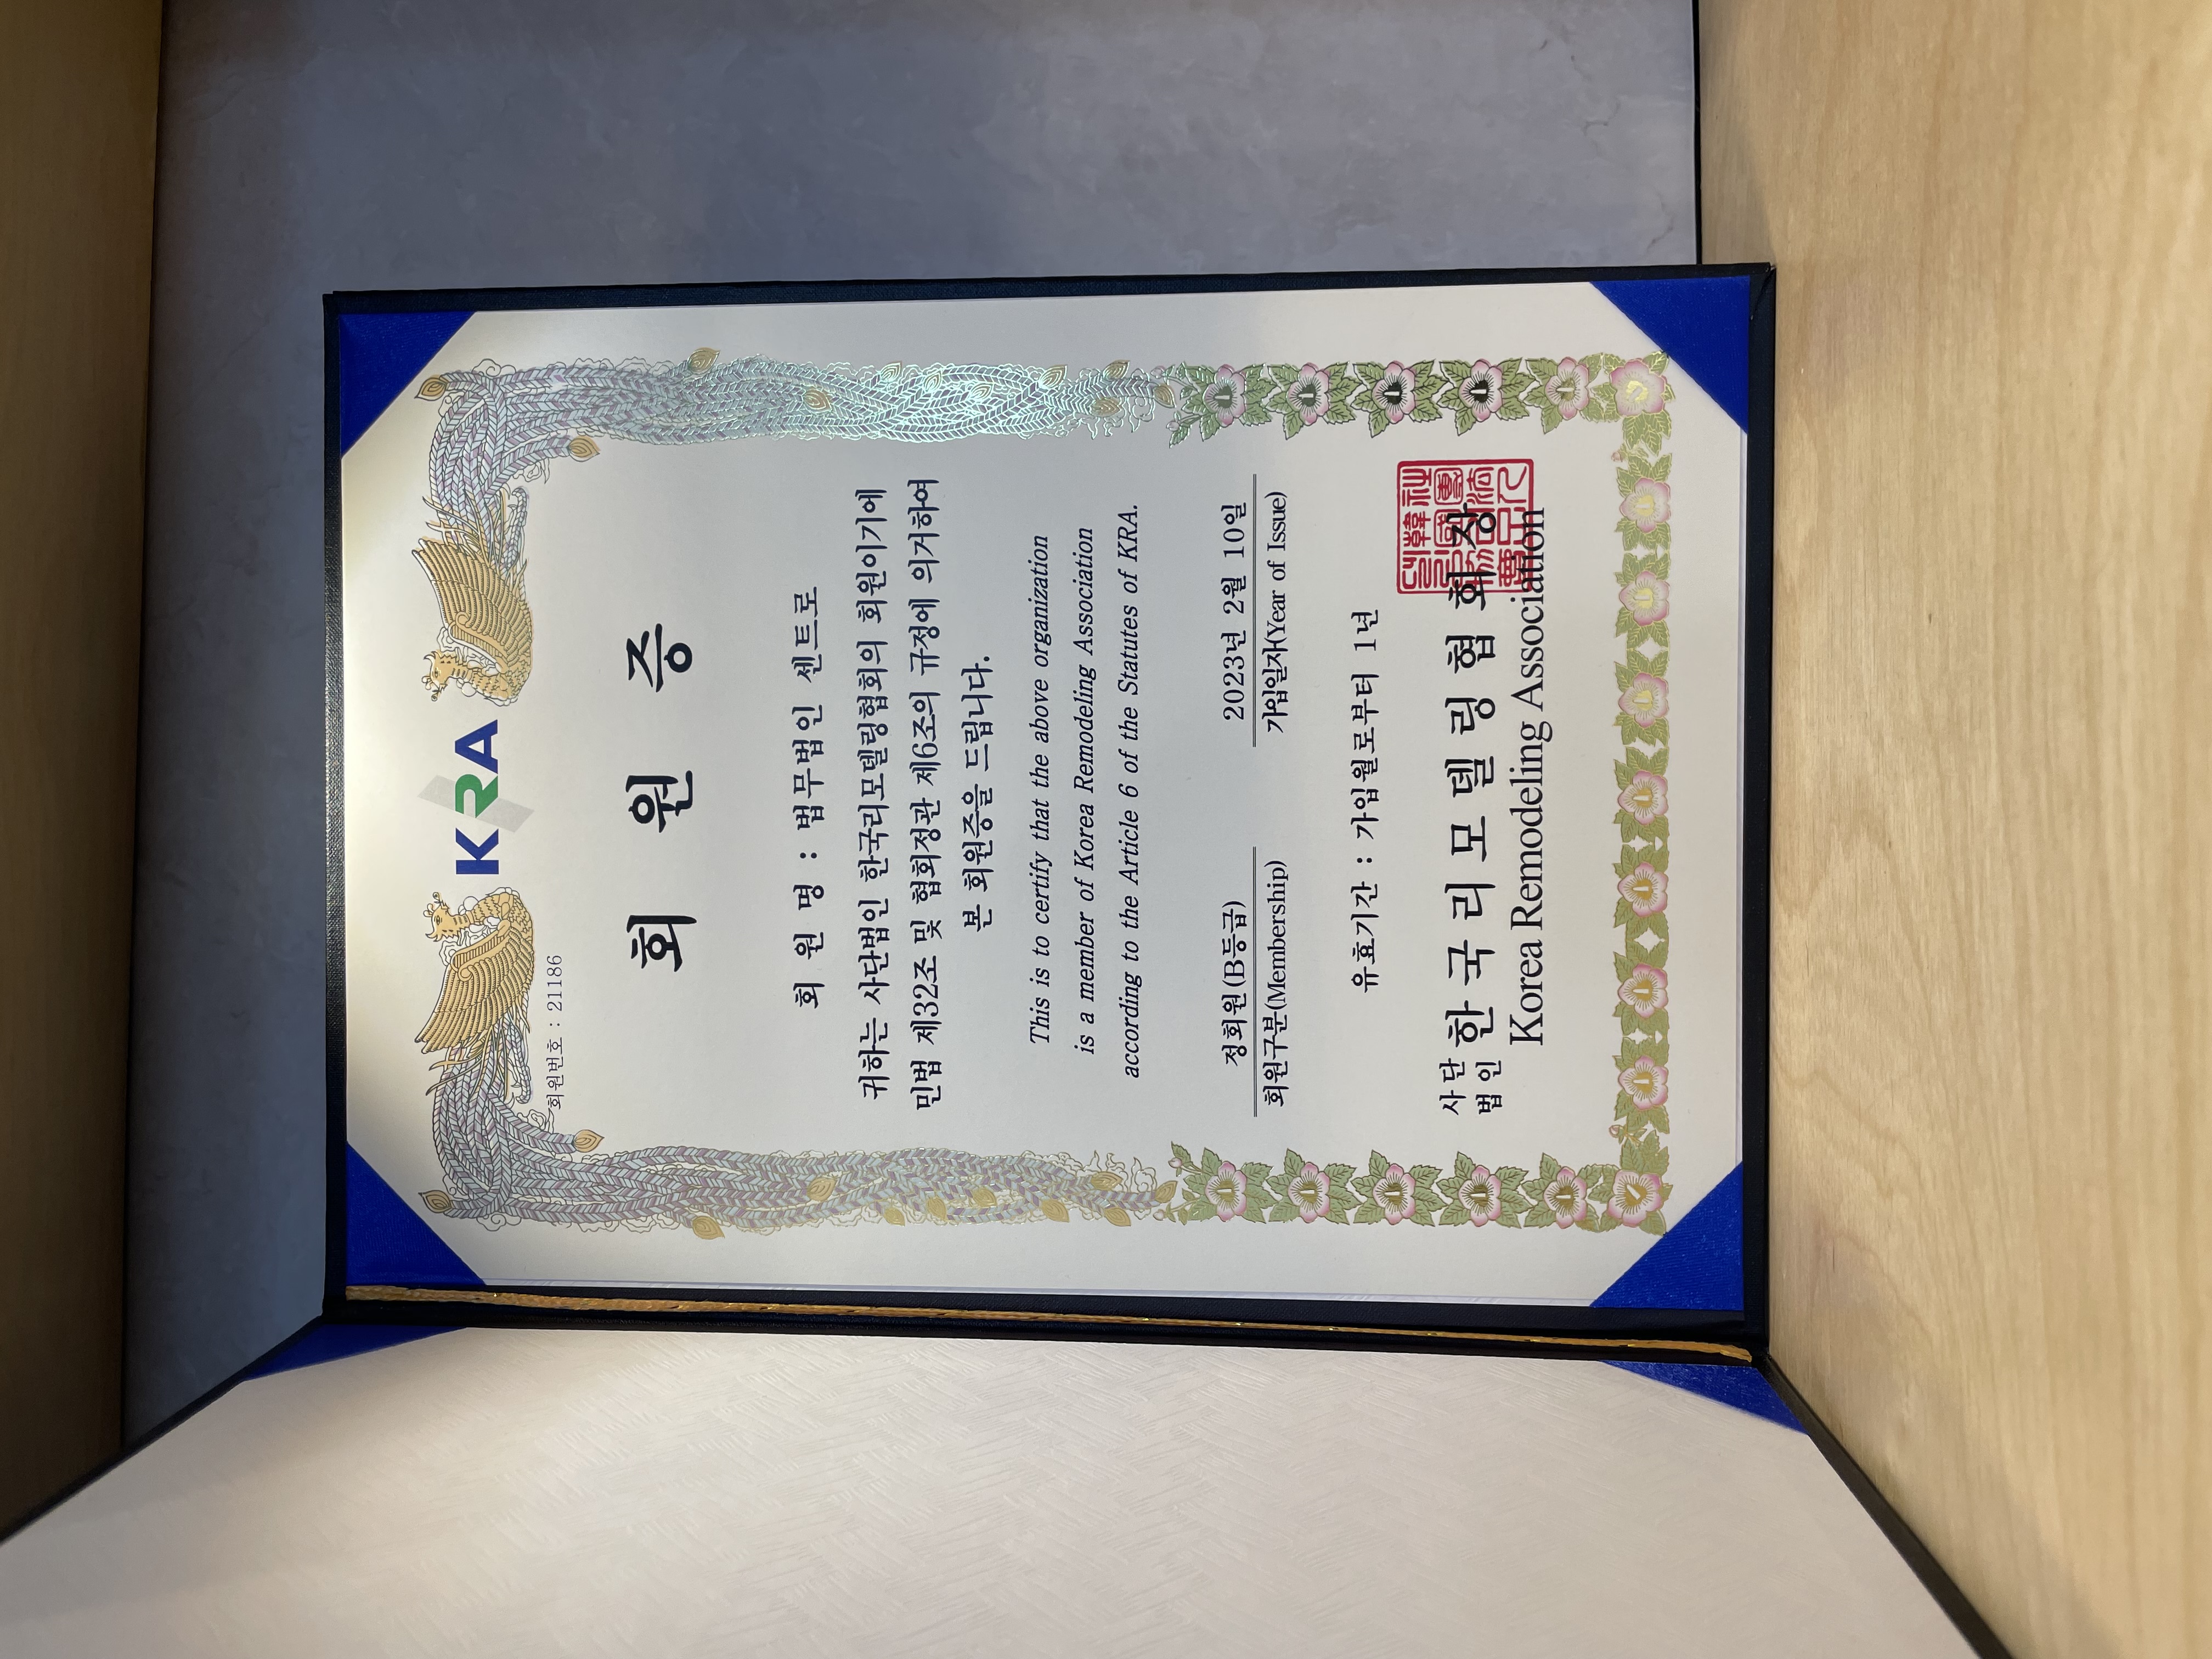 KRA
회원번호 : 21186
회 원 증
회 원 명 : 법무법인 센트로
귀하는 사단법인 한국리모델링협회의 회원이기에
민법 제32조 및 협회정관 제6조의 규정에 의거하여
본 회원증을 드립니다.
This is to certify that the above organization
is a member of Korea Remodeling Association
according to the Article 6 of the Statutes of KRA.
정회원(B등급) 2023년 2월 10일
회원구분(Membership) 가입일자(Year of Issue)
유효기간 : 가입월로부터 1년
사단법인 한국리모델링협회장
Korea Remodeling Association